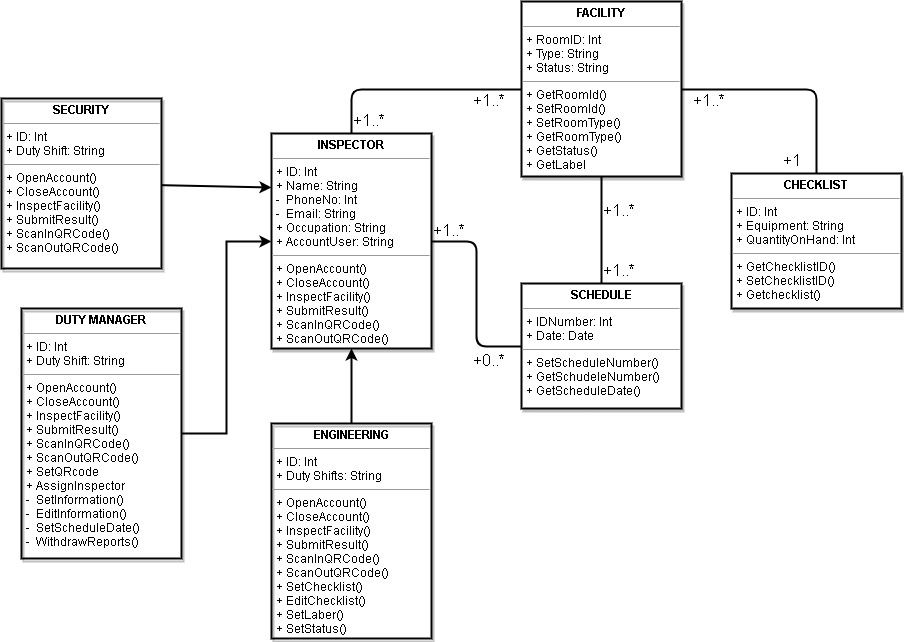 FACILITY
+ RoomID: Int
+ Type: String
+ Status: String
+ GetRoomId()
+ SetRoomId()
+ SetRoomType()
+ GetRoomType()
+ GetStatus()
+ GetLabel
+1..*
+1..*
+1..*
+1
SECURITY
+ ID: Int
+ Duty Shift: String
+ OpenAccount()
+ CloseAccount()
+ InspectFacility()
+ SubmitResult()
+ ScanInQRCode()
+ ScanOutQRCode()
INSPECTOR
+ ID: Int
+ Name: String
- PhoneNo: Int
- Email: String
+ Occupation: String
+ AccountUser: String
+ OpenAccount()
+ CloseAccount()
+ InspectFacility()
+ SubmitResult()
+ ScanInQRCode()
+ ScanOutQRCode()
CHECKLIST
+ ID: Int
+ Equipment: String
+ QuantityOnHand: Int
+ GetChecklistID()
+ SetChecklistID()
+ Getchecklist()
+1..*
+1..*
+1..*
+0..*
SCHEDULE
+ IDNumber: Int
+ Date: Date
+ SetScheduleNumber()
+ GetSchudeleNumber()
+ GetScheduleDate()
DUTY MANAGER
+ ID: Int
+ Duty Shift: String
+ OpenAccount()
+ CloseAccount()
+ InspectFacility()
+ SubmitResult()
+ ScanInQRCode()
+ ScanOutQRCode()
+ SetQRcode
+ AssignInspector
- SetInformation()
- EditInformation()
- SetScheduleDate()
- WithdrawReports()
ENGINEERING
+ ID: Int
+ Duty Shifts: String
+ OpenAccount()
+ CloseAccount()
+ InspectFacility()
+ SubmitResult()
+ ScanInQRCode()
+ ScanOutQRCode()
+ SetChecklist()
+ EditChecklist()
+ SetLaber()
+ SetStatus()